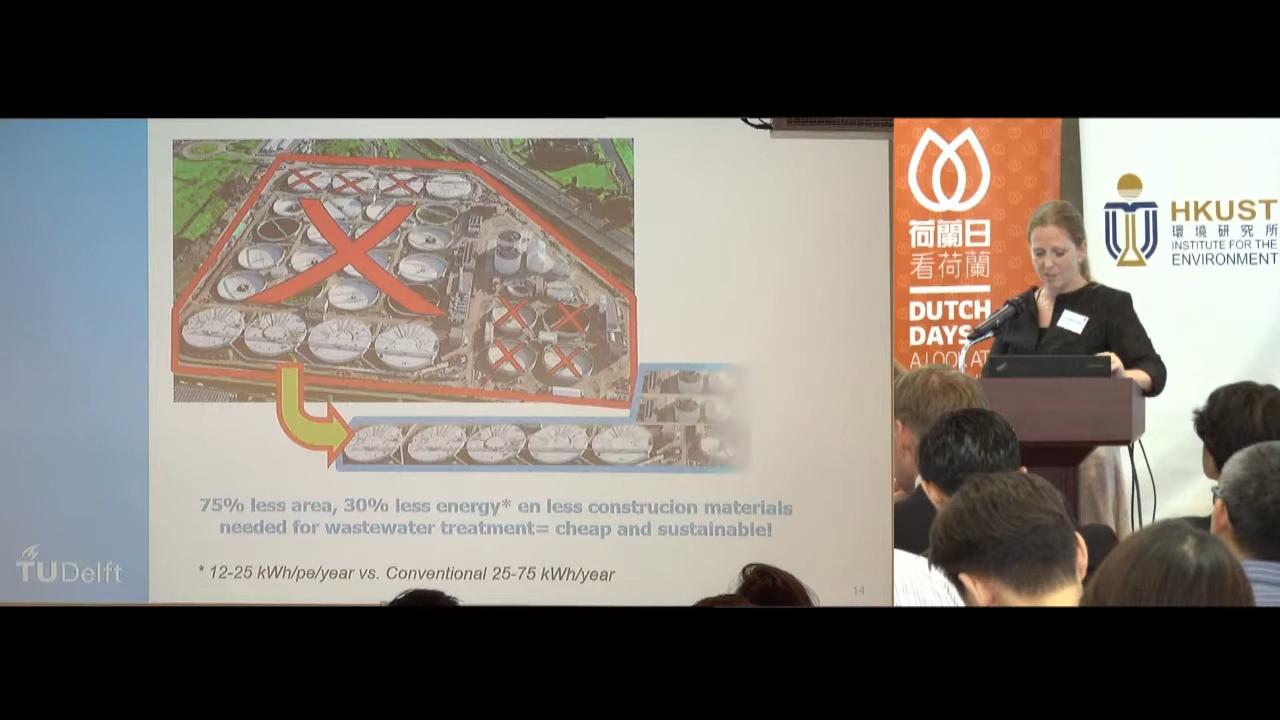 75% less area, 30% less energy* en less construcion materials
needed for wastewater treatment= cheap and sustainable!
* 12-25 kWh/pe/year vs. Conventional 25-75 kWh/year
14
TUDelft
荷蘭日
看荷蘭
DUTCH
DAYS
A LOOK AT
HKUST
環境研究所
INSTITUTE FOR THE
ENVIRONMENT